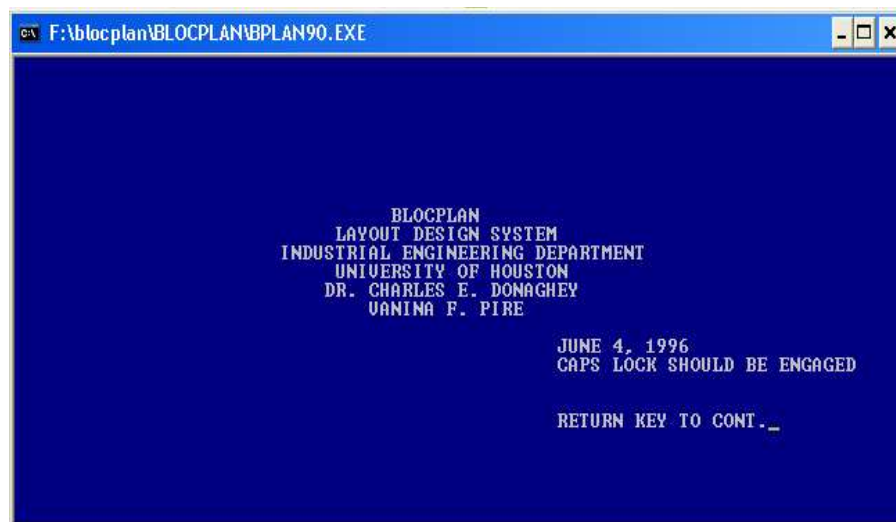 F:\blocplan\BLOCPLAN\BPLAN90.EXE
BLOCPLAN
LAYOUT DESIGN SYSTEM
INDUSTRIAL ENGINEERING DEPARTMENT
UNIVERSITY OF HOUSTON
DR. CHARLES E. DONAGHEY
VANINA F. PIRE
JUNE 4, 1996
CAPS LOCK SHOULD BE ENGAGED
RETURN KEY TO CONT._